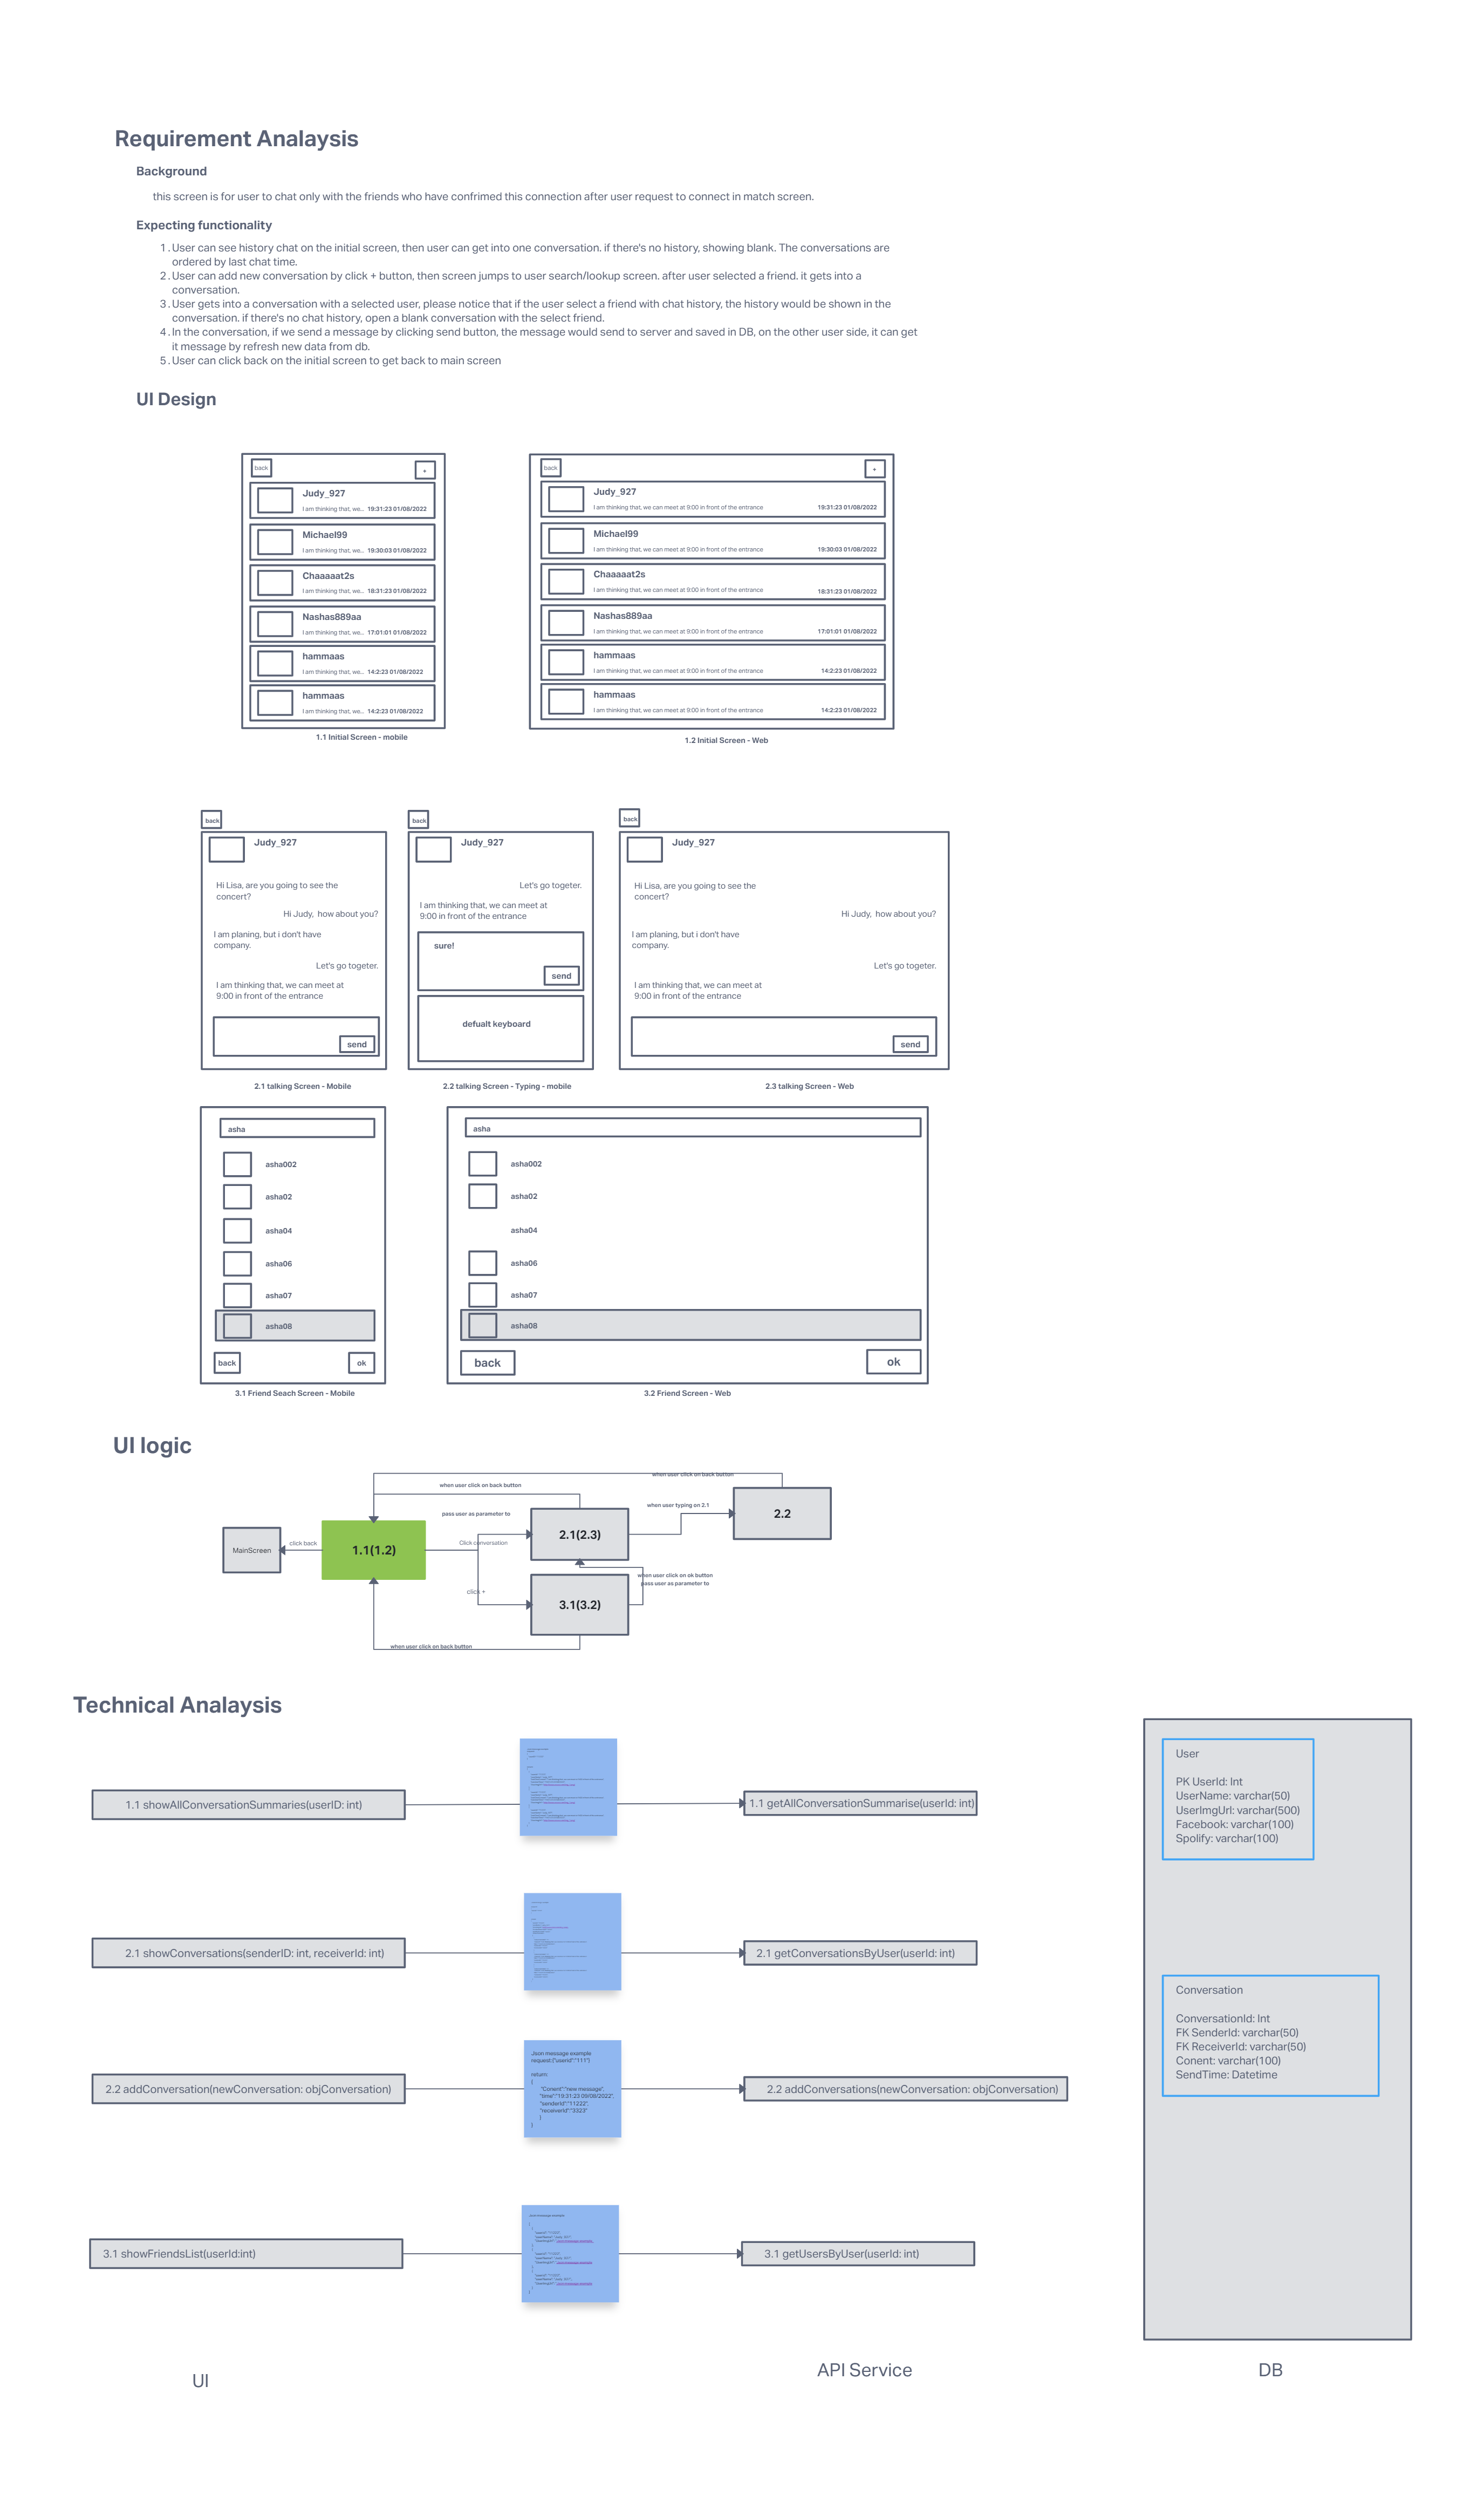 Requirement Analaysis
Background
this screen is for user to chat only with the friends who have confrimed this connection after user request to connect in match screen.
Expecting functionality
1. User can see history chat on the initial screen, then user can get into one conversation. if there's no history, showing blank. The conversations are
ordered by last chat time.
2. User can add new conversation by click + button, then screen jumps to user search/lookup screen. after user selected a friend. it gets into a
conversation.
3. User gets into a conversation with a selected user, please notice that if the user select a friend with chat history, the history would be shown in the
conversation. if there's no chat history, open a blank conversation with the select friend.
4. In the conversation, if we send a message by clicking send button, the message would send to server and saved in DB, on the other user side, it can get
it message by refresh new data from db.
5. User can click back on the initial screen to get back to main screen
UI Design
back
+
Judy_927
I am thinking that, we... 19:31:23 01/08/2022
Michael99
I am thinking that, we... 19:30:03 01/08/2022
Chaaaaat2s
I am thinking that, we... 18:31:23 01/08/2022
Nashas889aa
I am thinking that, we... 17:01:01 01/08/2022
hammaas
I am thinking that, we... 14:2:23 01/08/2022
hammaas
I am thinking that, we... 14:2:23 01/08/2022
1.1 Initial Screen - mobile
back
+
Judy_927
I am thinking that, we can meet at 9:00 in front of the entrance 19:31:23 01/08/2022
Michael99
I am thinking that, we can meet at 9:00 in front of the entrance 19:30:03 01/08/2022
Chaaaaat2s
I am thinking that, we can meet at 9:00 in front of the entrance 18:31:23 01/08/2022
Nashas889aa
I am thinking that, we can meet at 9:00 in front of the entrance 17:01:01 01/08/2022
hammaas
I am thinking that, we can meet at 9:00 in front of the entrance 14:2:23 01/08/2022
hammaas
I am thinking that, we can meet at 9:00 in front of the entrance 14:2:23 01/08/2022
1.2 Initial Screen - Web
back
Judy_927
Hi Lisa, are you going to see the
concert?
Hi Judy, how about you?
I am planing, but i don't have
company.
Let's go togeter.
I am thinking that, we can meet at
9:00 in front of the entrance
send
2.1 talking Screen - Mobile
back
Judy_927
Let's go togeter.
I am thinking that, we can meet at
9:00 in front of the entrance
sure!
send
defualt keyboard
2.2 talking Screen - Typing - mobile
back
Judy_927
Hi Lisa, are you going to see the
concert?
Hi Judy, how about you?
I am planing, but i don't have
company.
Let's go togeter.
I am thinking that, we can meet at
9:00 in front of the entrance
send
2.3 talking Screen - Web
asha
asha002
asha02
asha04
asha06
asha07
asha08
back
ok
3.1 Friend Seach Screen - Mobile
asha
asha002
asha02
asha04
asha06
asha07
asha08
back
ok
3.2 Friend Screen - Web
UI logic
when user click on back button
when user click on back button
pass user as parameter to
when user typing on 2.1
2.2
2.1(2.3)
MainScreen
click back
1.1(1.2)
Click conversation
when user click on ok button
pass user as parameter to
click +
3.1(3.2)
when user click on back button
Technical Analaysis
1.1 showAllConversationSummaries(userID: int)
1.1 getAllConversationSummarise(userId: int)
2.1 showConversations(senderID: int, receiverId: int)
2.1 getConversationsByUser(userId: int)
2.2 addConversation(newConversation: objConversation)
Json message example
request:{"userid":"111"}
return:
{
"Conent":"new message",
"time":"19:31:23 09/08/2022",
"senderId":"11222",
"receiverId":"3323"
}
}
2.2 addConversations(newConversation: objConversation)
3.1 showFriendsList(userId:int)
Json message example
3.1 getUsersByUser(userId: int)
User
PK UserId: Int
UserName: varchar(50)
UserImgUrl: varchar(500)
Facebook: varchar(100)
Spolify: varchar(100)
Conversation
ConversationId: Int
FK SenderId: varchar(50)
FK ReceiverId: varchar(50)
Conent: varchar(100)
SendTime: Datetime
UI
API Service
DB